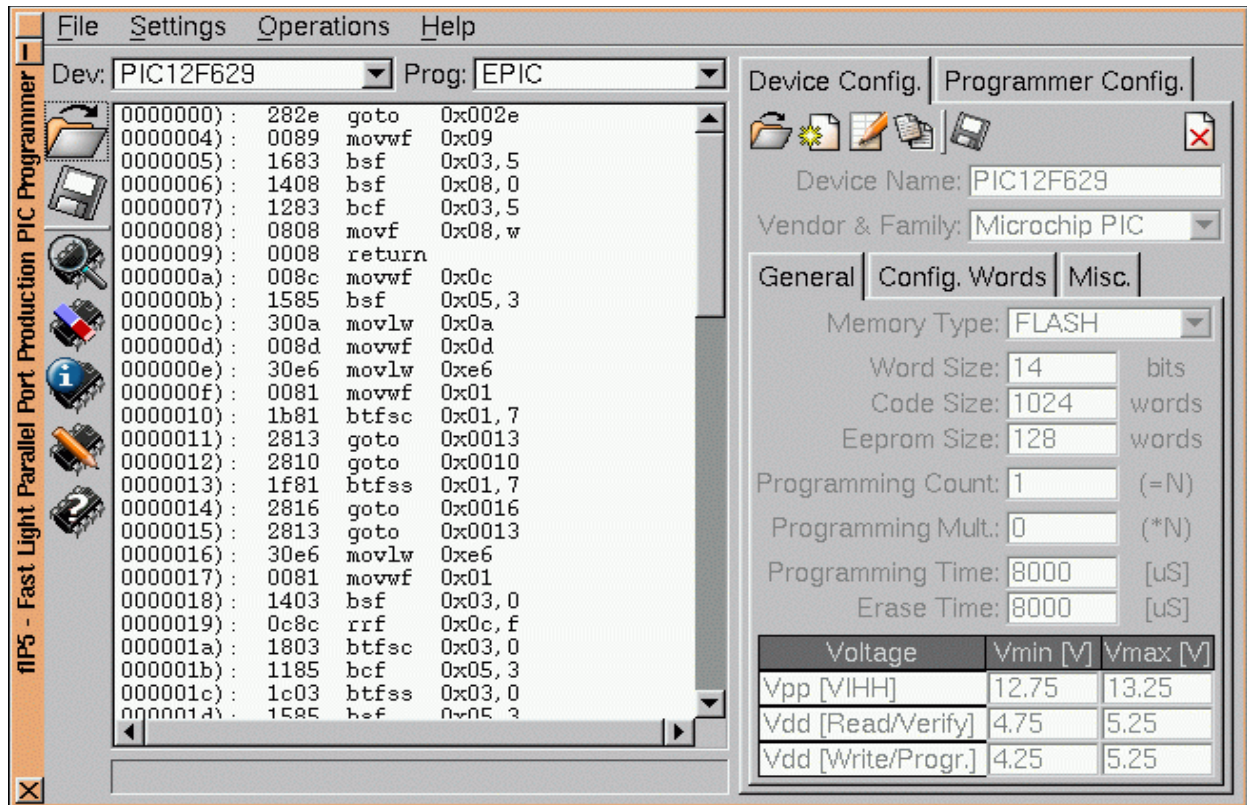 flP5 - Fast Light Parallel Port Production PIC Programmer
File Settings Operations Help
Dev: PIC12F629 Prog: EPIC
0000000) : 282e goto 0x002e
0000004) : 0089 movwf 0x09
0000005) : 1683 bsf 0x03,5
0000006) : 1408 bsf 0x08,0
0000007) : 1283 bcf 0x03,5
0000008) : 0808 movf 0x08,w
0000009) : 0008 return
000000a) : 008c movwf 0x0c
000000b) : 1585 bsf 0x05,3
000000c) : 300a movlw 0x0a
000000d) : 008d movwf 0x0d
000000e) : 30e6 movlw 0xe6
000000f) : 0081 movwf 0x01
0000010) : 1b81 btfsc 0x01,7
0000011) : 2813 goto 0x0013
0000012) : 2810 goto 0x0010
0000013) : 1f81 btfss 0x01,7
0000014) : 2816 goto 0x0016
0000015) : 2813 goto 0x0013
0000016) : 30e6 movlw 0xe6
0000017) : 0081 movwf 0x01
0000018) : 1403 bsf 0x03,0
0000019) : 0c8c rrf 0x0c,f
000001a) : 1803 btfsc 0x03,0
000001b) : 1185 bcf 0x05,3
000001c) : 1c03 btfss 0x03,0
000001d) : 1585 bsf 0x05,3
Device Config. Programmer Config.
Device Name: PIC12F629
Vendor & Family: Microchip PIC
General Config. Words Misc.
Memory Type: FLASH
Word Size: 14 bits
Code Size: 1024 words
Eeprom Size: 128 words
Programming Count: 1 (=N)
Programming Mult.: 0 (*N)
Programming Time: 8000 [uS]
Erase Time: 8000 [uS]
Voltage Vmin [V] Vmax [V]
Vpp [VIHH] 12.75 13.25
Vdd [Read/Verify] 4.75 5.25
Vdd [Write/Progr.] 4.25 5.25